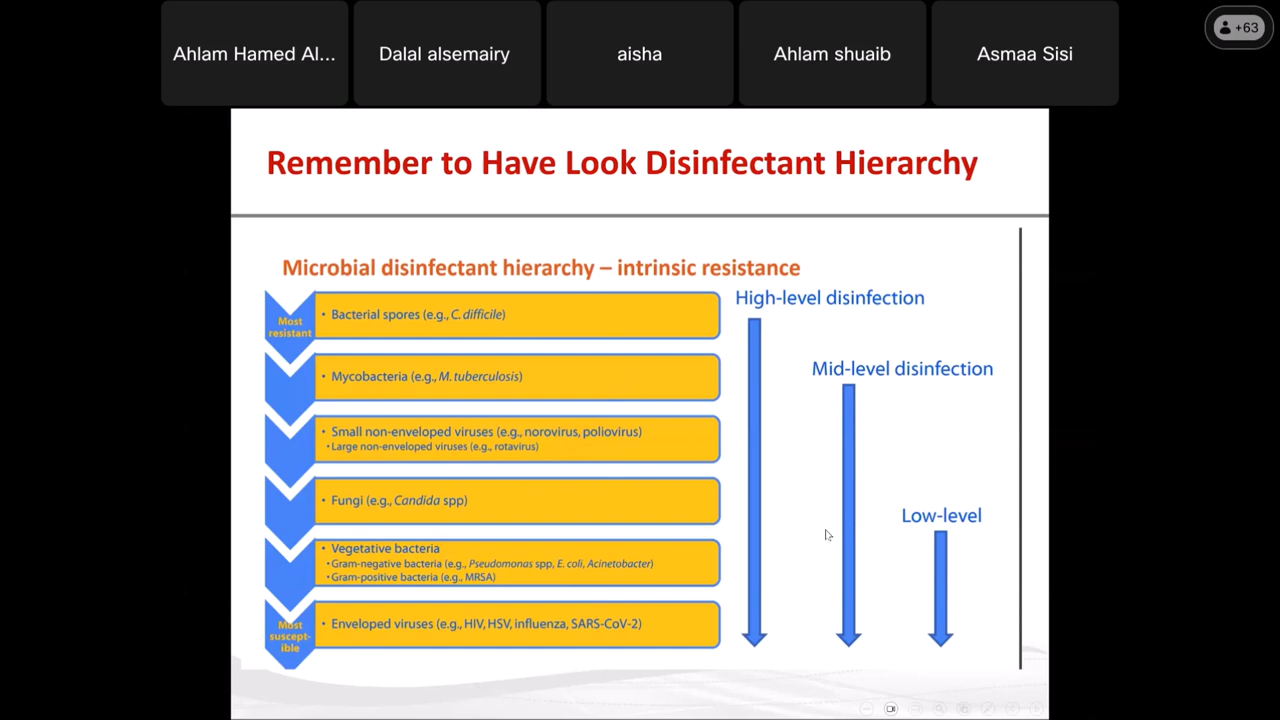 Ahlam Hamed Al...
Dalal alsemairy
aisha
Ahlam shuaib
Asmaa Sisi
+63
Remember to Have Look Disinfectant Hierarchy
Microbial disinfectant hierarchy – intrinsic resistance
Most
resistant
• Bacterial spores (e.g., C. difficile)
• Mycobacteria (e.g., M. tuberculosis)
• Small non-enveloped viruses (e.g., norovirus, poliovirus)
• Large non-enveloped viruses (e.g., rotavirus)
• Fungi (e.g., Candida spp)
• Vegetative bacteria
• Gram-negative bacteria (e.g., Pseudomonas spp, E. coli, Acinetobacter)
• Gram-positive bacteria (e.g., MRSA)
Most
suscept-
ible
• Enveloped viruses (e.g., HIV, HSV, influenza, SARS-CoV-2)
High-level disinfection
Mid-level disinfection
Low-level